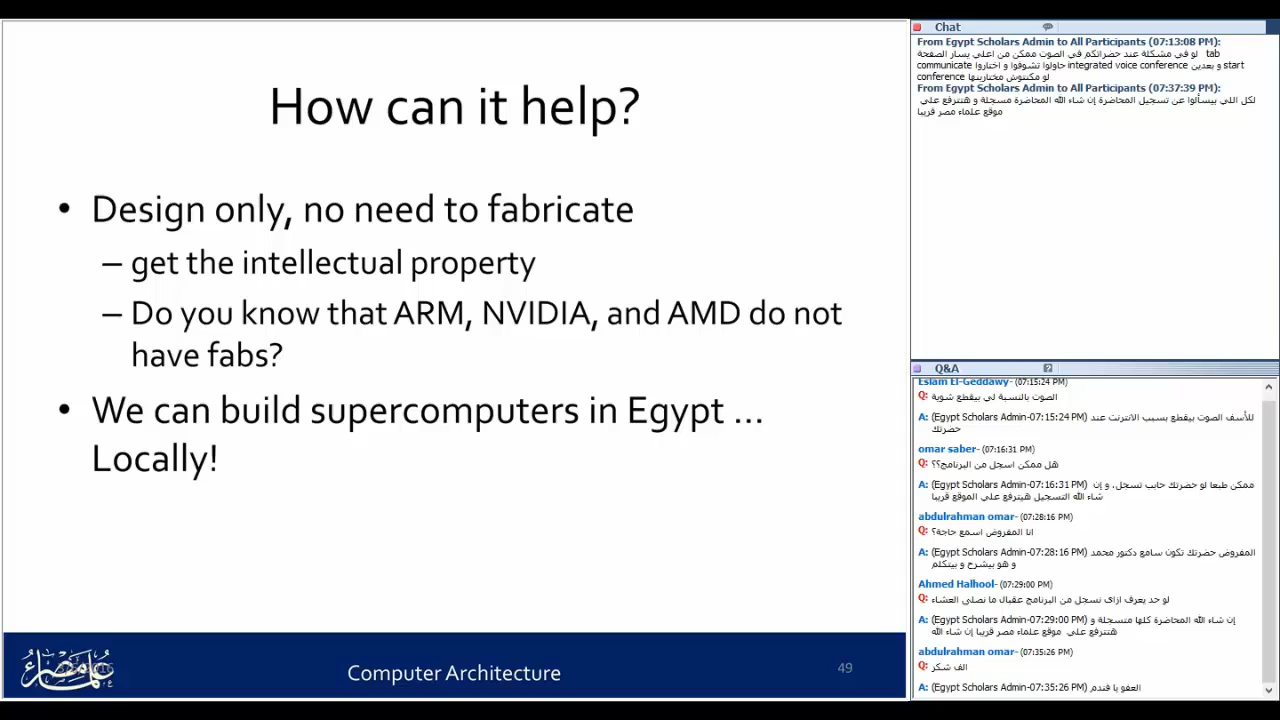 How can it help?
• Design only, no need to fabricate
– get the intellectual property
– Do you know that ARM, NVIDIA, and AMD do not
have fabs?
• We can build supercomputers in Egypt ...
Locally!
علماء مصر
Computer Architecture
49
Chat
From Egypt Scholars Admin to All Participants (07:13:08 PM):
لو في مشكلة عند حضراتكم في الصوت ممكن من اعلي يسار الصفحة tab
communicate حاولوا تشوفوا و اختاروا integrated voice conference و بعدين start
conference لو مكنتوش مختارينها
From Egypt Scholars Admin to All Participants (07:37:39 PM):
لكل اللي بيسألوا عن تسجيل المحاضرة إن شاء الله المحاضرة مسجلة و هتترفع علي
موقع علماء مصر قريبا
Q&A
Eslam El-Geddawy- (07:15:24 PM)
Q: الصوت بالنسبة لي بيقطع شوية
A: (Egypt Scholars Admin-07:15:24 PM) للأسف الصوت بيقطع بسبب الانترنت عند
حضرتك
omar saber- (07:16:31 PM)
Q: هل ممكن اسجل من البرنامج؟؟
A: (Egypt Scholars Admin-07:16:31 PM) ممكن طبعا لو حضرتك حابب تسجل، و إن
شاء الله التسجيل هيترفع علي الموقع قريبا
abdulrahman omar- (07:28:16 PM)
Q: انا المفروض اسمع حاجة؟
A: (Egypt Scholars Admin-07:28:16 PM) المفروض حضرتك تكون سامع دكتور محمد
و هو بيشرح و بيتكلم
Ahmed Halhool- (07:29:00 PM)
Q: لو حد يعرف ازاى نسجل من البرنامج عقبال ما نصلى العشاء
A: (Egypt Scholars Admin-07:29:00 PM) إن شاء الله المحاضرة كلها متسجلة و
هتترفع علي موقع علماء مصر قريبا إن شاء الله
abdulrahman omar- (07:35:26 PM)
Q: الف شكر
A: (Egypt Scholars Admin-07:35:26 PM) العفو يا فندم